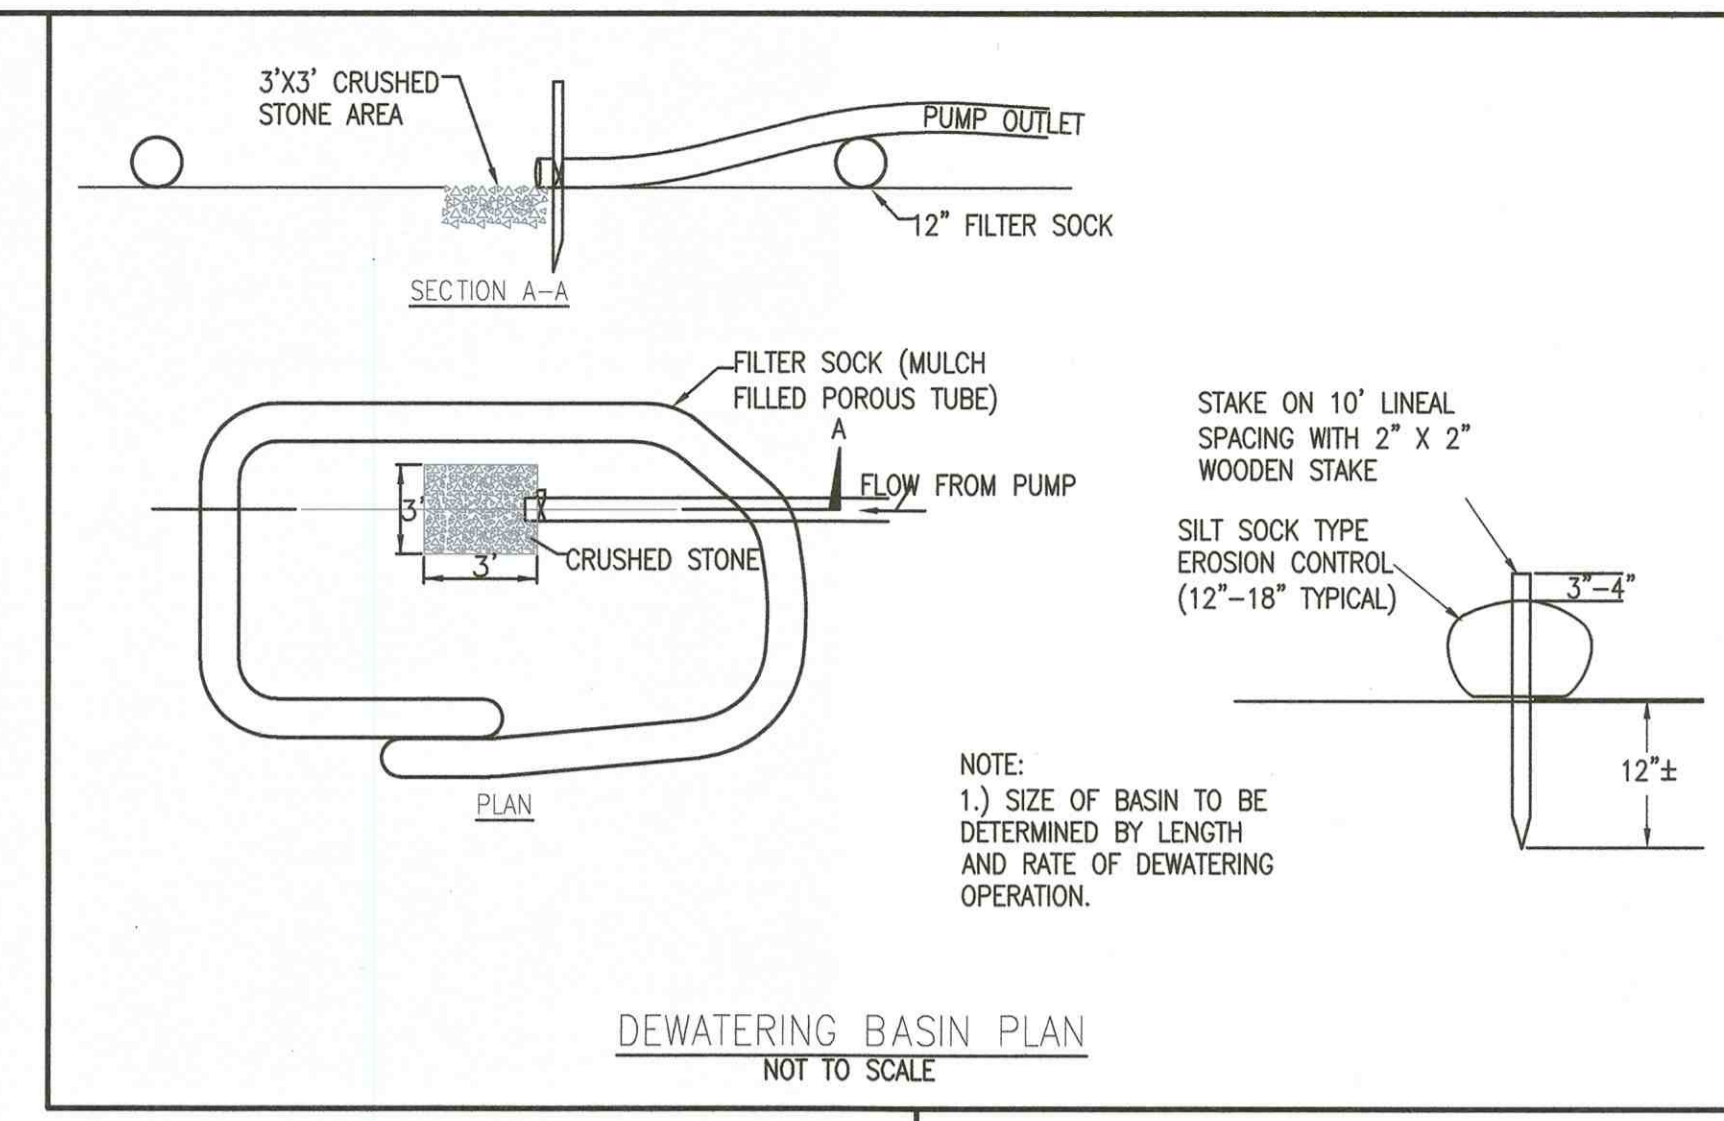 3'X3' CRUSHED
STONE AREA
PUMP OUTLET
12" FILTER SOCK
SECTION A-A
FILTER SOCK (MULCH
FILLED POROUS TUBE)
A
FLOW FROM PUMP
3'
3'
CRUSHED STONE
PLAN
STAKE ON 10' LINEAL
SPACING WITH 2" X 2"
WOODEN STAKE
SILT SOCK TYPE
EROSION CONTROL
(12"-18" TYPICAL)
3"-4"
12"±
NOTE:
1.) SIZE OF BASIN TO BE
DETERMINED BY LENGTH
AND RATE OF DEWATERING
OPERATION.
DEWATERING BASIN PLAN
NOT TO SCALE